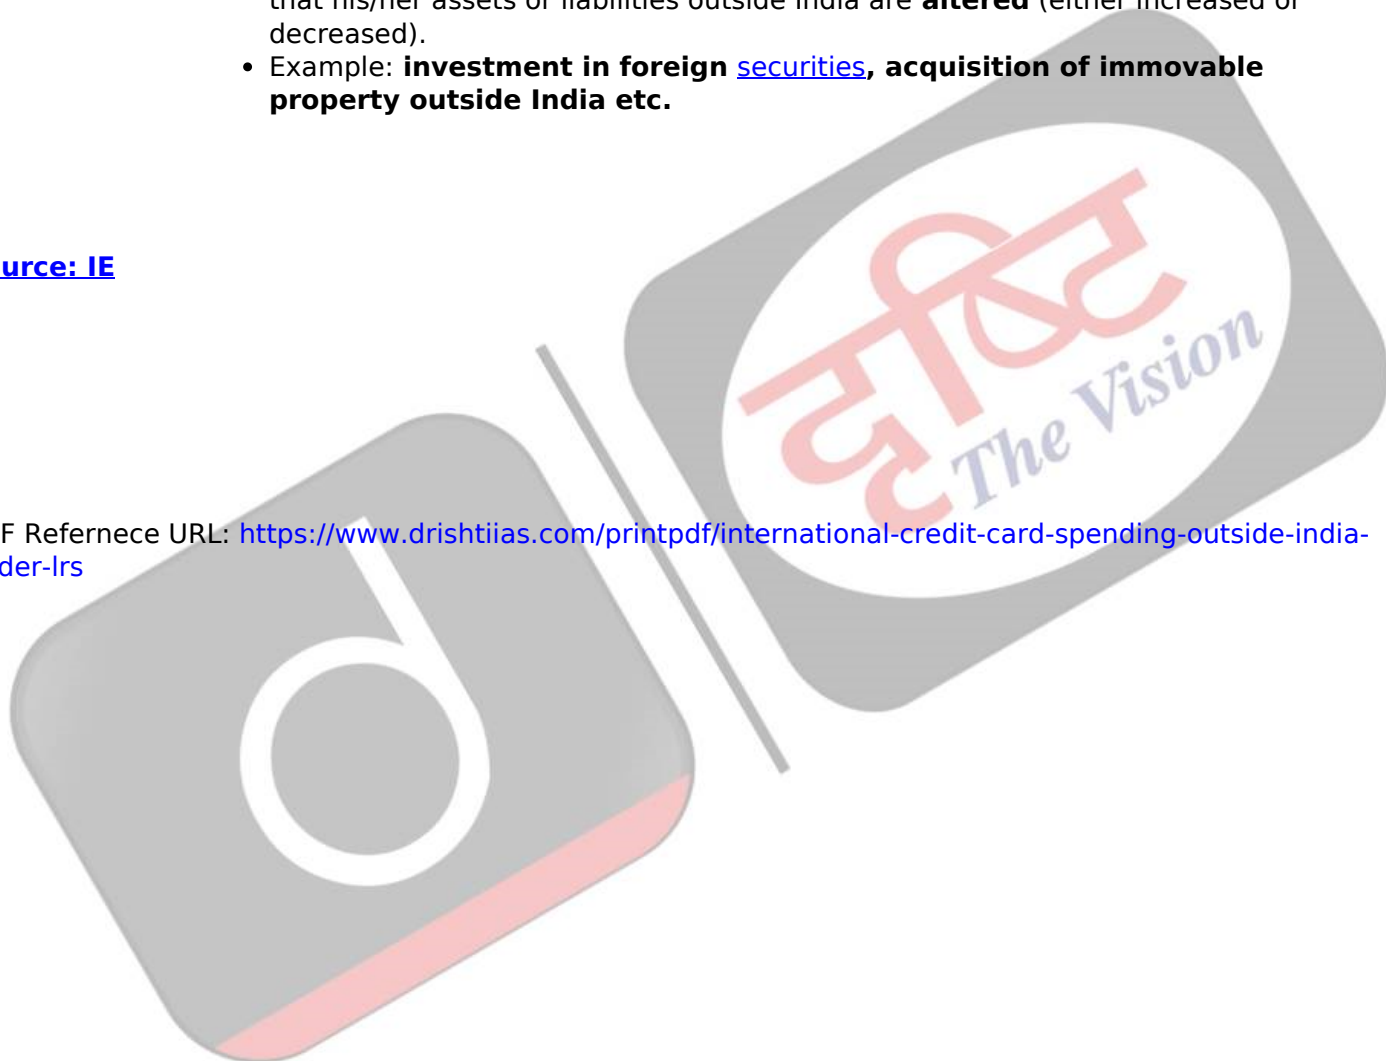 that his/her assets or liabilities outside India are altered (either increased or
decreased).
• Example: investment in foreign securities, acquisition of immovable
property outside India etc.
urce: IE
दृष्टि
The Vision
F Refernece URL: https://www.drishtiias.com/printpdf/international-credit-card-spending-outside-india-
der-lrs
d